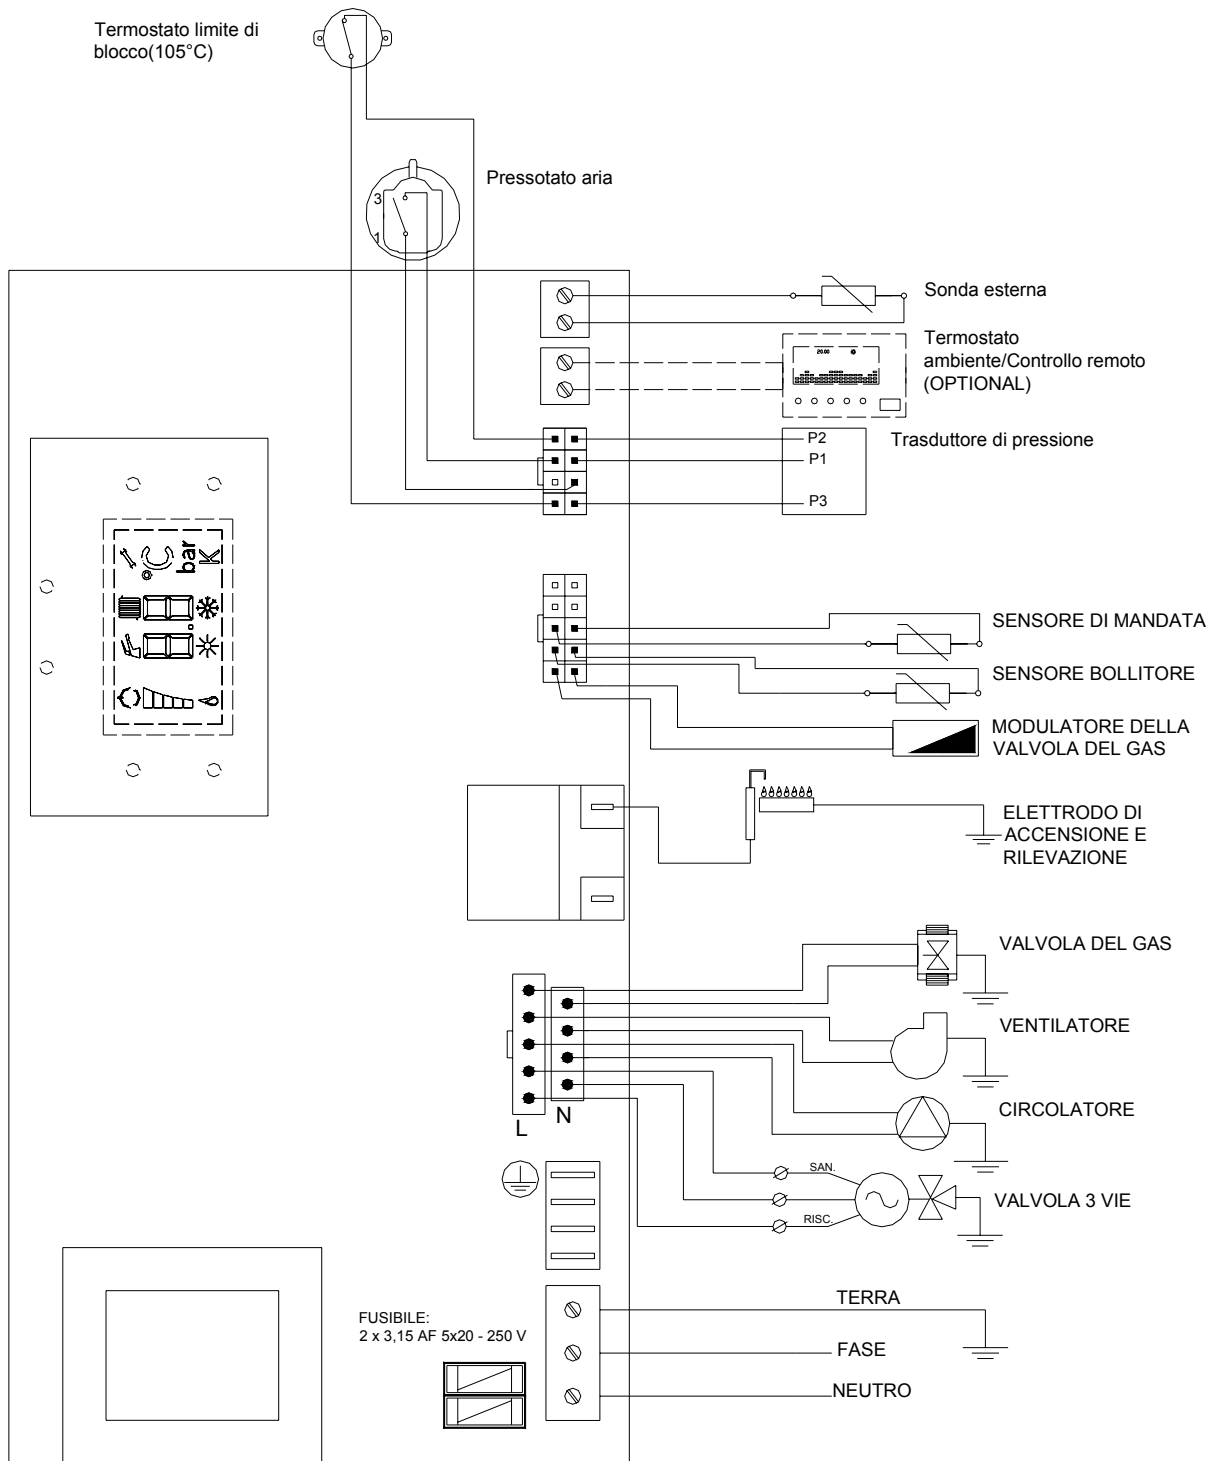 Termostato limite di
blocco(105°C)
Pressotato aria
3
1
Sonda esterna
Termostato
ambiente/Controllo remoto
(OPTIONAL)
20.00
P2
Trasduttore di pressione
P1
P3
°C
bar
K
SENSORE DI MANDATA
SENSORE BOLLITORE
MODULATORE DELLA
VALVOLA DEL GAS
ELETTRODO DI
ACCENSIONE E
RILEVAZIONE
VALVOLA DEL GAS
VENTILATORE
CIRCOLATORE
L
N
SAN.
VALVOLA 3 VIE
RISC.
TERRA
FUSIBILE:
2 x 3,15 AF 5x20 - 250 V
FASE
NEUTRO